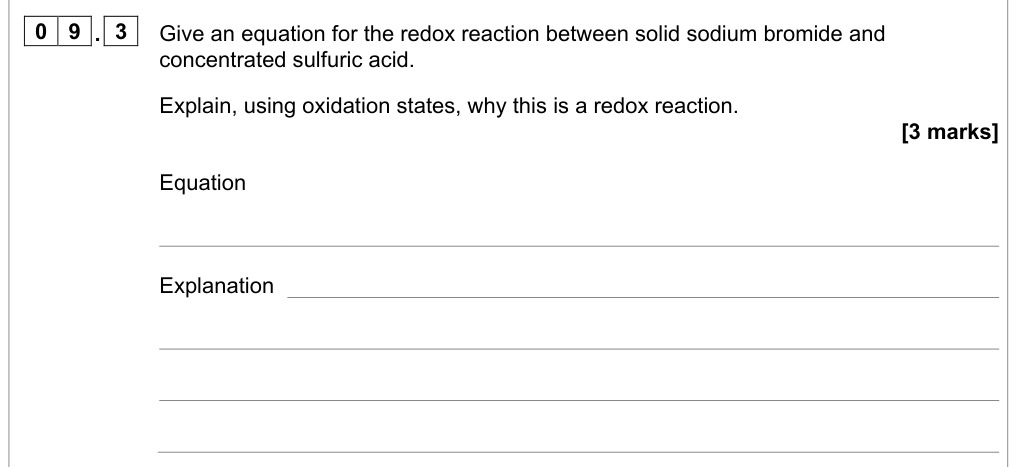 0 9 . 3 Give an equation for the redox reaction between solid sodium bromide and
concentrated sulfuric acid.
Explain, using oxidation states, why this is a redox reaction.
[3 marks]
Equation
Explanation